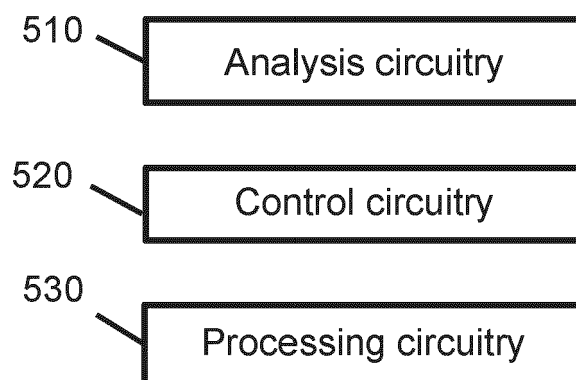 510
Analysis circuitry
520
Control circuitry
530
Processing circuitry